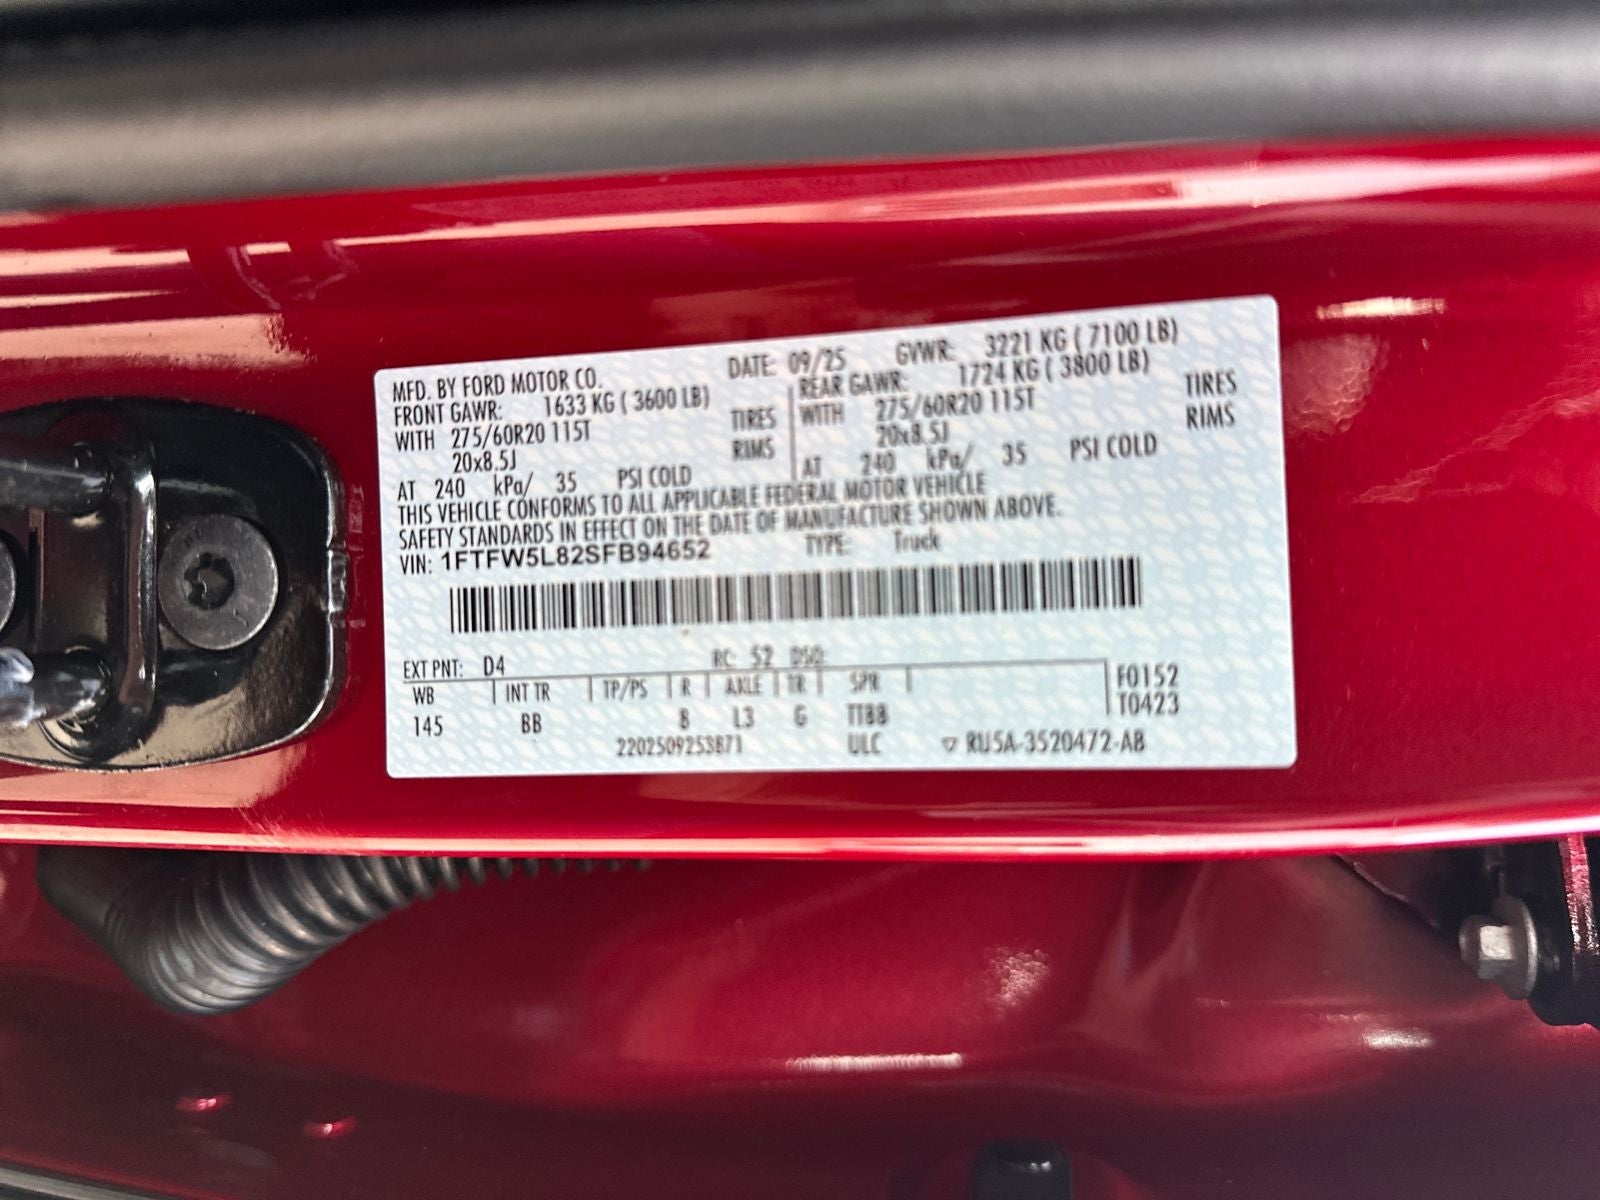 MFD. BY FORD MOTOR CO. DATE: 09/25 GVWR: 3221 KG ( 7100 LB)
FRONT GAWR: 1633 KG ( 3600 LB) REAR GAWR: 1724 KG ( 3800 LB)
WITH 275/60R20 115T TIRES WITH 275/60R20 115T TIRES
20x8.5J RIMS 20x8.5J RIMS
AT 240 kPa/ 35 PSI COLD AT 240 kPa/ 35 PSI COLD
THIS VEHICLE CONFORMS TO ALL APPLICABLE FEDERAL MOTOR VEHICLE
SAFETY STANDARDS IN EFFECT ON THE DATE OF MANUFACTURE SHOWN ABOVE.
VIN: 1FTFW5L82SFB94652 TYPE: Truck
EXT PNT: D4 RC: 52 DSO:
WB INT TR TP/PS R AXLE TR SPR F0152
145 BB 8 L3 G TTBB T0423
2202509253871 ULC ▽ RU5A-3520472-AB